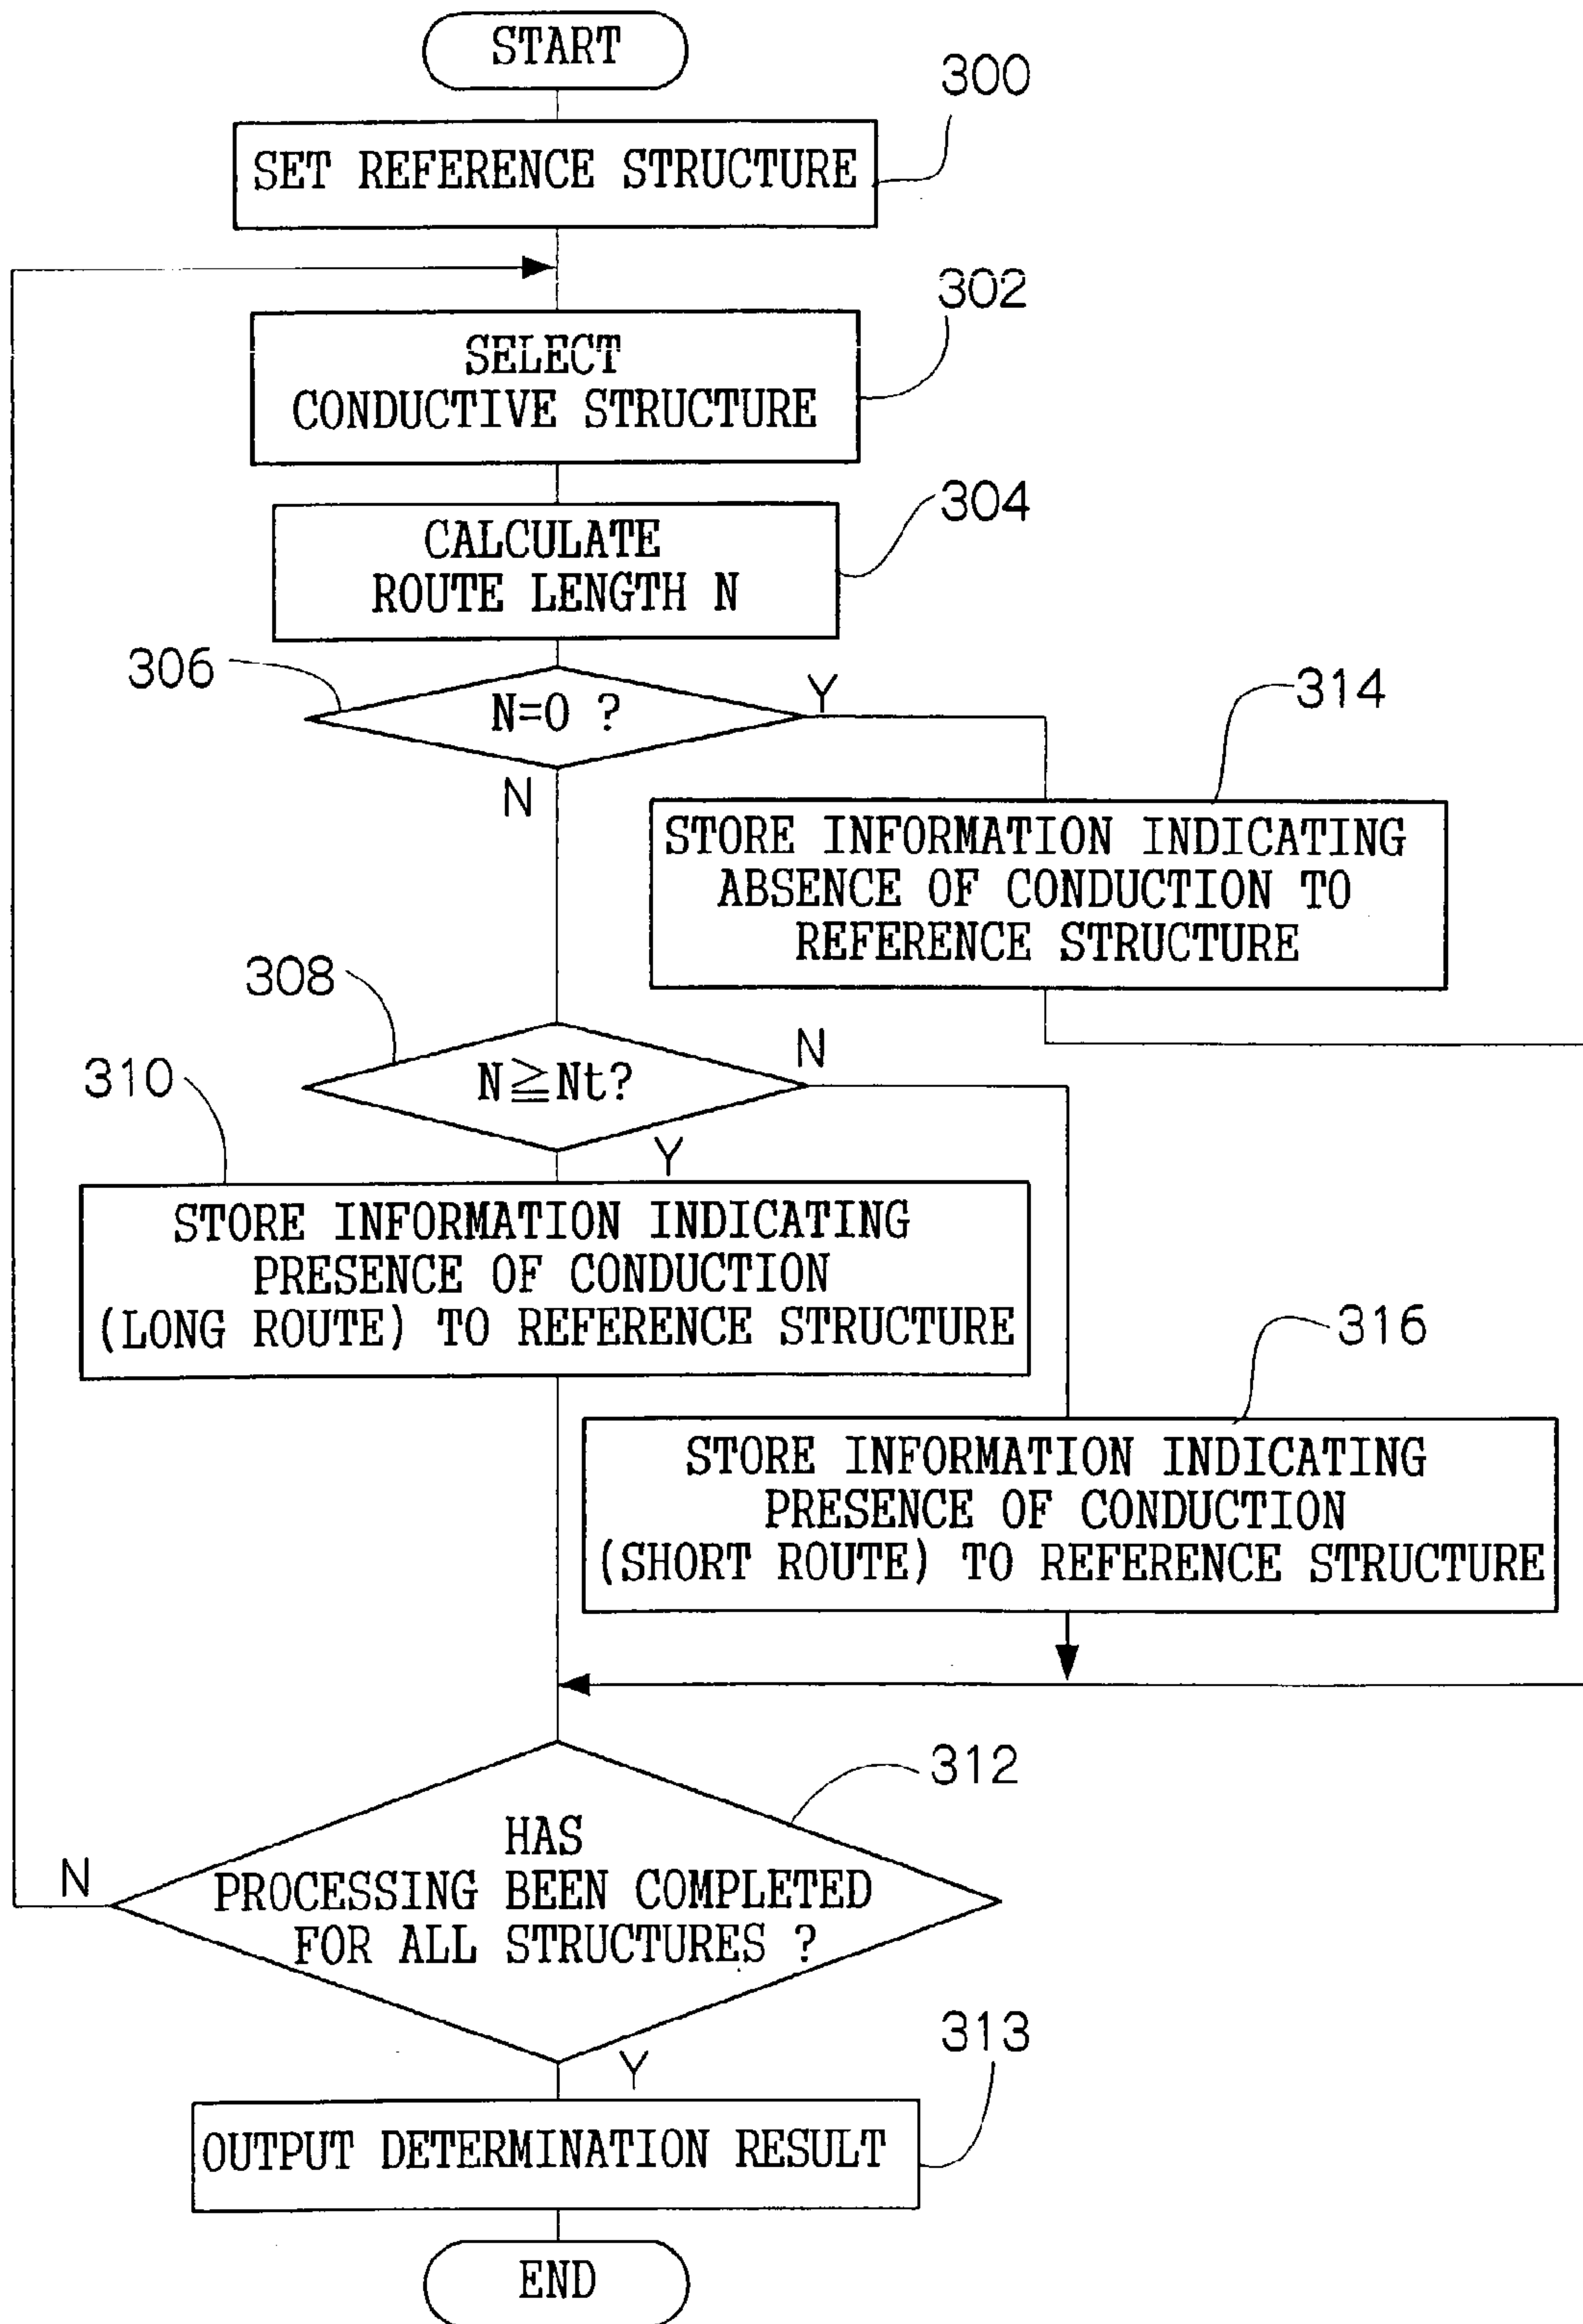 START
300
SET REFERENCE STRUCTURE
302
SELECT
CONDUCTIVE STRUCTURE
304
CALCULATE
ROUTE LENGTH N
306
N=0 ?
Y
N
314
STORE INFORMATION INDICATING
ABSENCE OF CONDUCTION TO
REFERENCE STRUCTURE
308
N≧Nt?
N
Y
310
STORE INFORMATION INDICATING
PRESENCE OF CONDUCTION
(LONG ROUTE) TO REFERENCE STRUCTURE
316
STORE INFORMATION INDICATING
PRESENCE OF CONDUCTION
(SHORT ROUTE) TO REFERENCE STRUCTURE
312
HAS
PROCESSING BEEN COMPLETED
FOR ALL STRUCTURES ?
N
Y
313
OUTPUT DETERMINATION RESULT
END